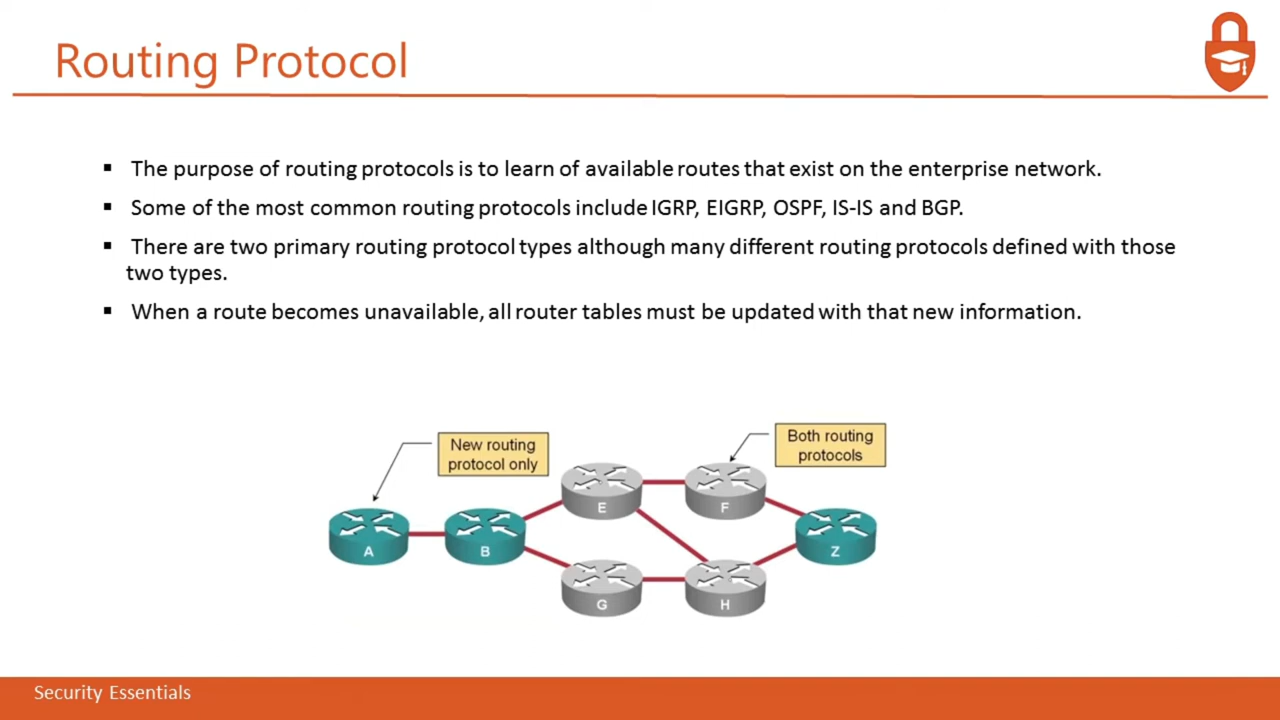 Routing Protocol
▪ The purpose of routing protocols is to learn of available routes that exist on the enterprise network.
▪ Some of the most common routing protocols include IGRP, EIGRP, OSPF, IS-IS and BGP.
▪ There are two primary routing protocol types although many different routing protocols defined with those
two types.
▪ When a route becomes unavailable, all router tables must be updated with that new information.
New routing
protocol only
Both routing
protocols
E
F
A
B
Z
G
H
Security Essentials